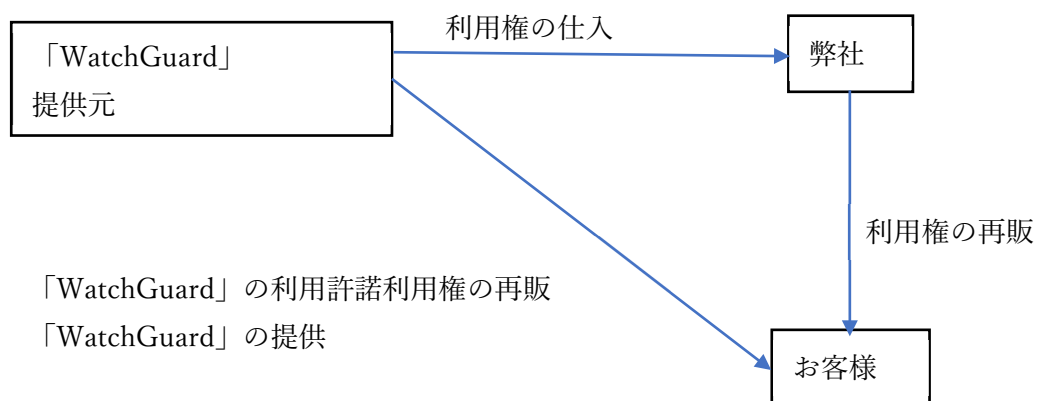 利用権の仕入
「WatchGuard」
提供元
弊社
利用権の再販
「WatchGuard」の利用許諾利用権の再販
「WatchGuard」の提供
お客様